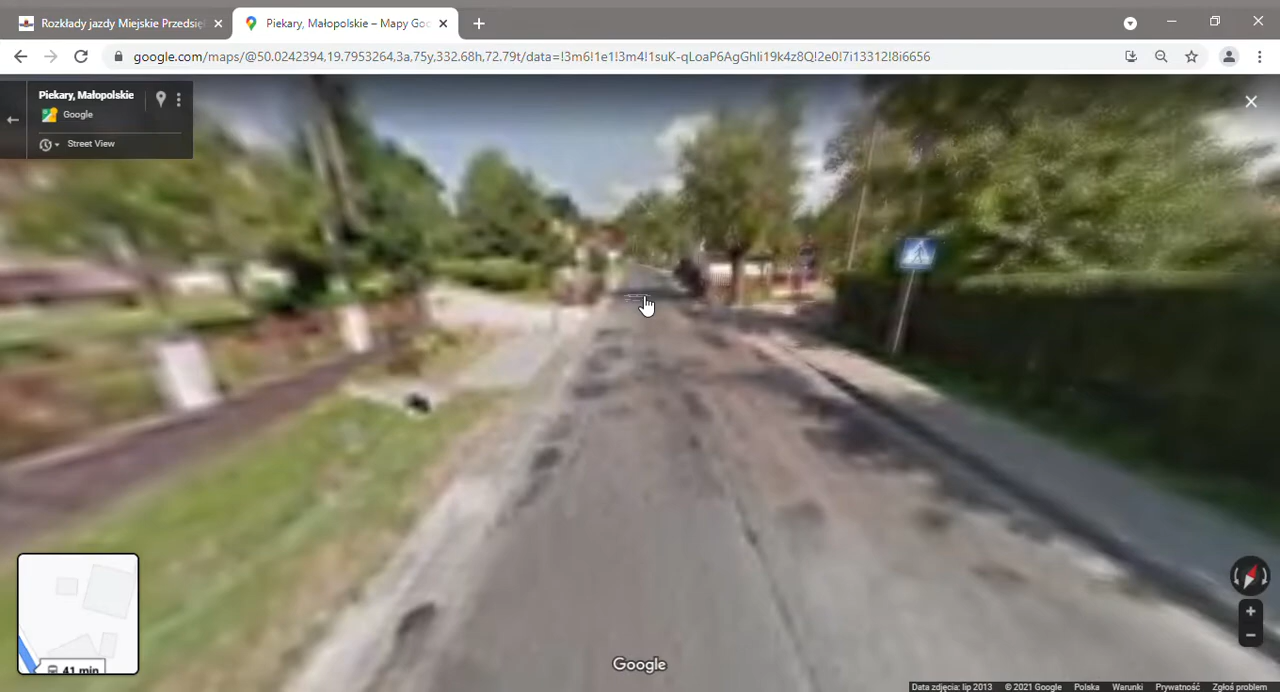 Rozkłady jazdy Miejskie Przedsię
Piekary, Małopolskie – Mapy Goo
google.com/maps/@50.0242394,19.7953264,3a.75y,332.68h,72.79t/data=!3m6!1e1!3m4!1suK-qLoaP6AgGhIi19k4z8Q!2e0!7i13312!8i6656
Piekary, Małopolskie
Google
Street View
41 min
Google
Data zdjęcia: lip 2013 © 2021 Google Polska Warunki Prywatność Zgłoś problem